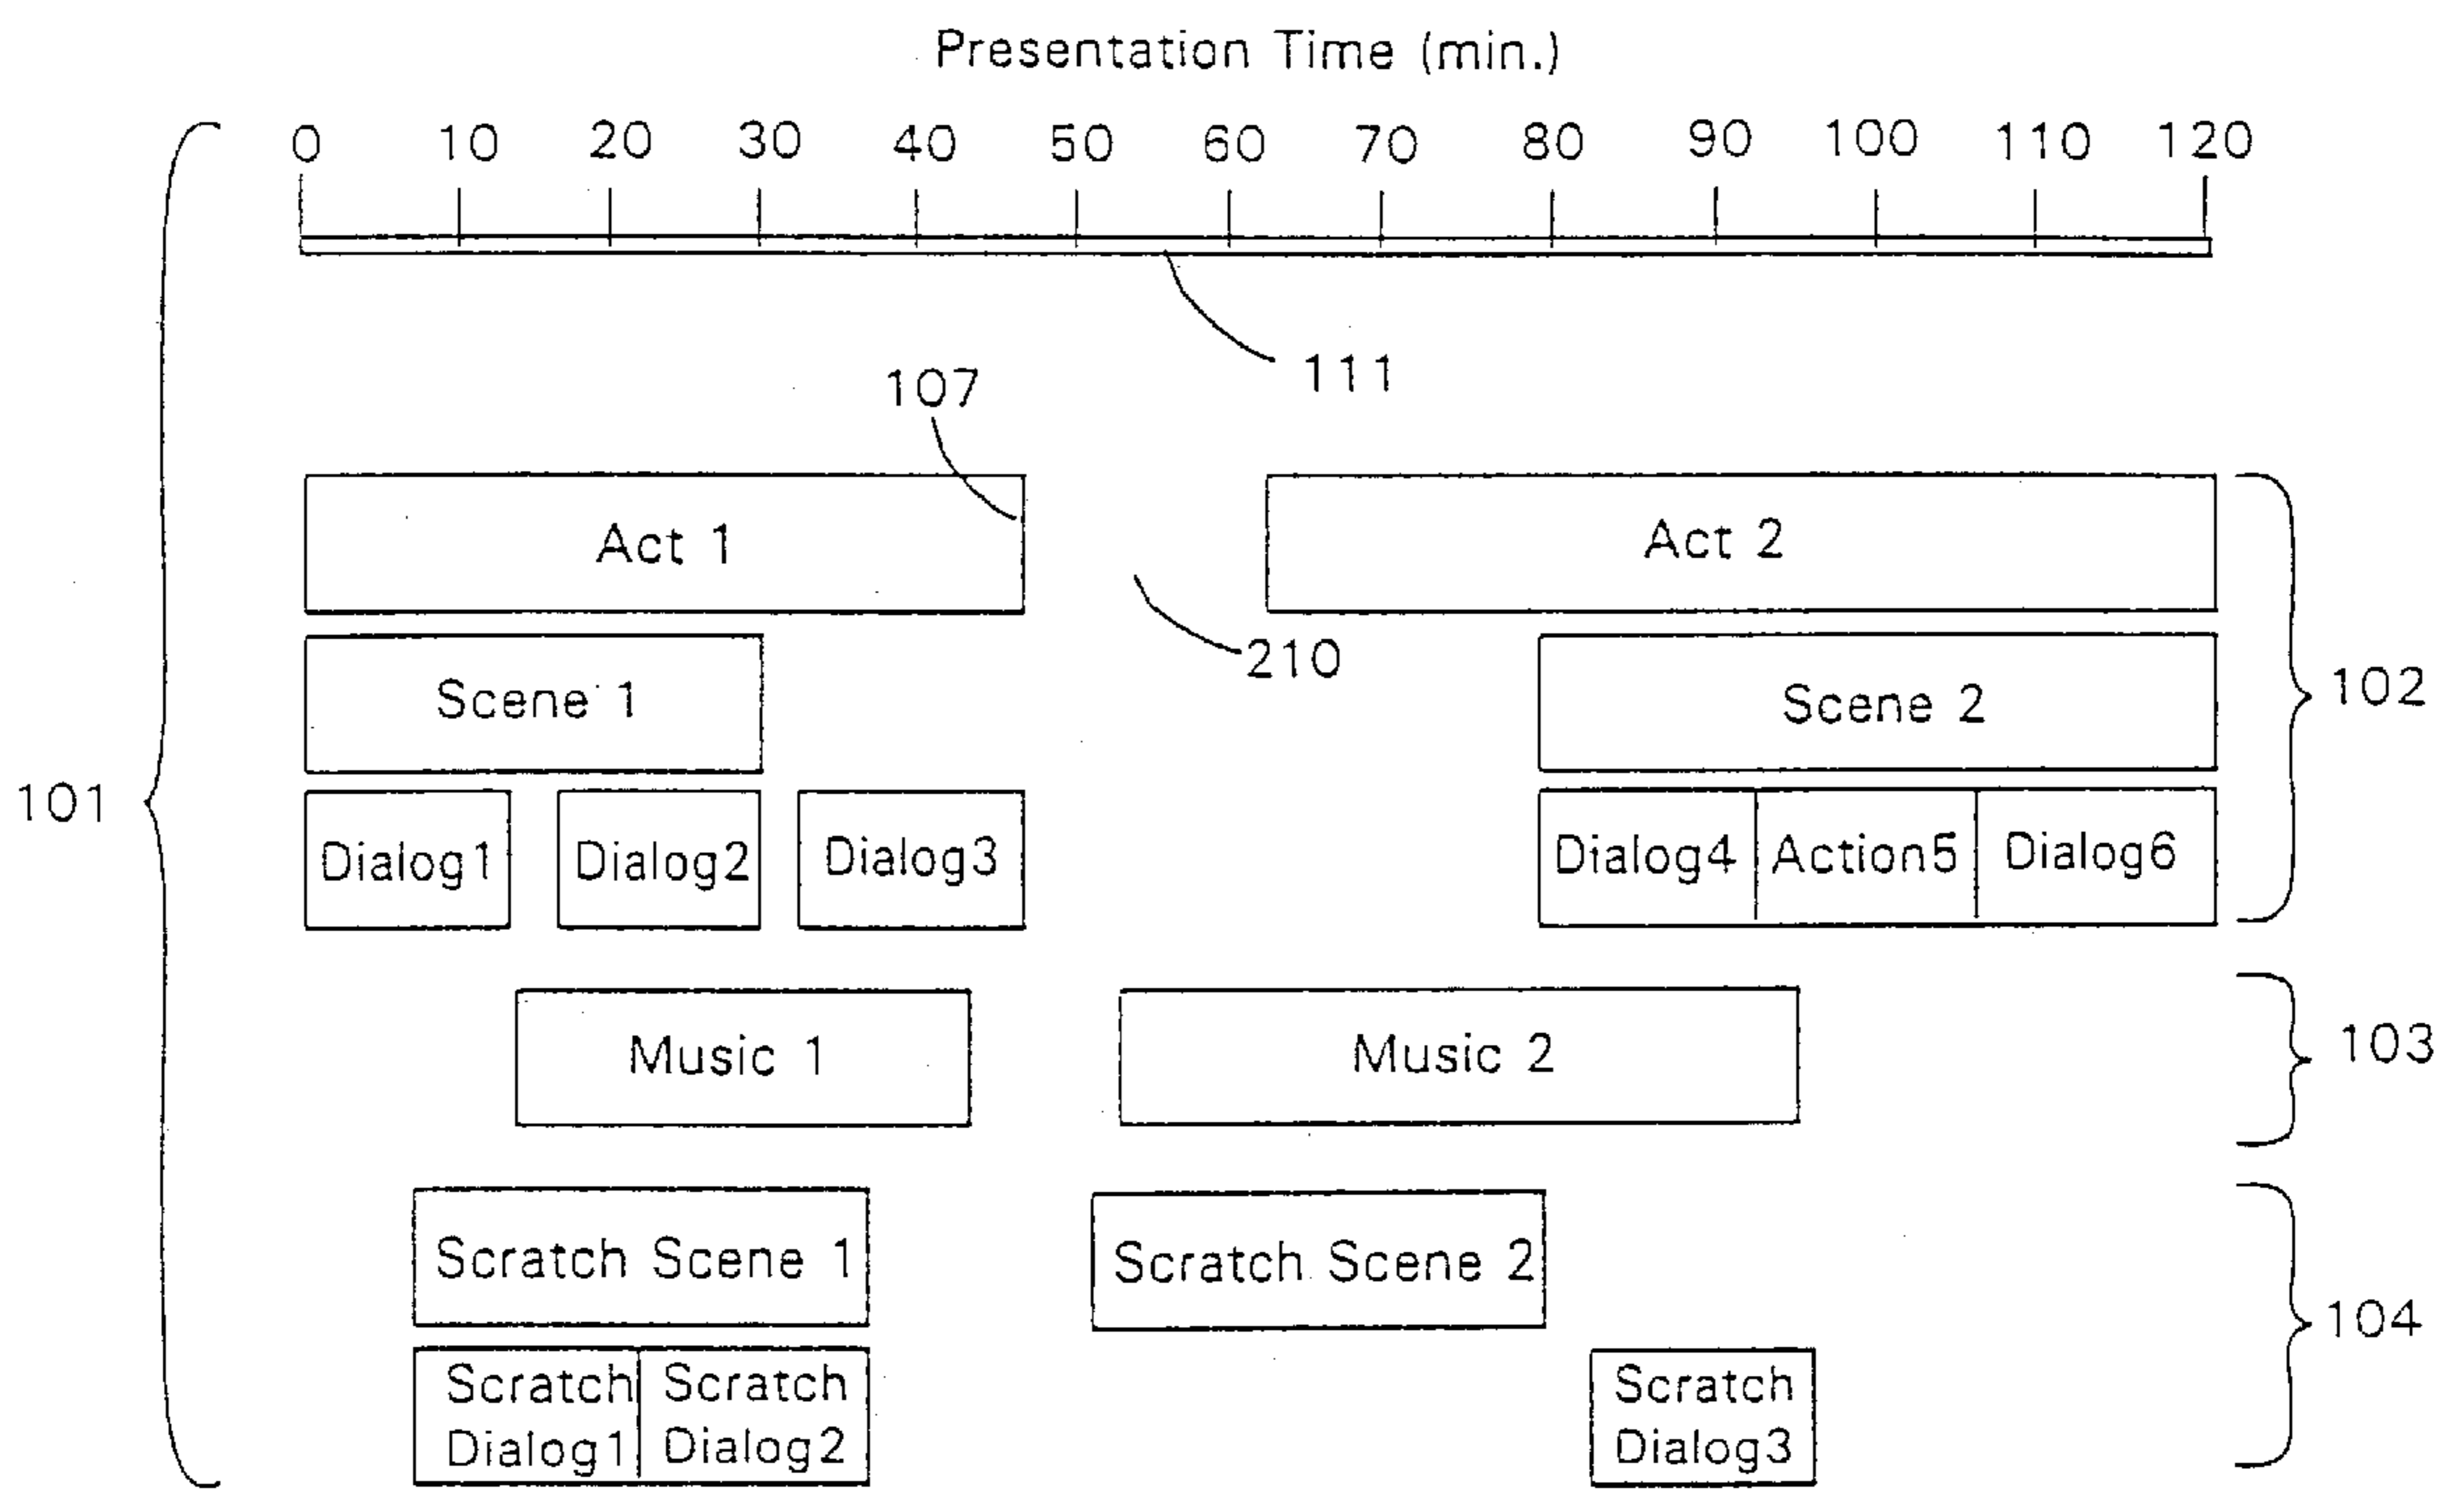 Presentation Time (min.)
0 10 20 30 40 50 60 70 80 90 100 110 120
111
107
Act 1
Act 2
210
Scene 1
Scene 2
102
101
Dialog1
Dialog2
Dialog3
Dialog4
Action5
Dialog6
Music 1
Music 2
103
Scratch Scene 1
Scratch Scene 2
104
Scratch
Dialog1
Scratch
Dialog2
Scratch
Dialog3